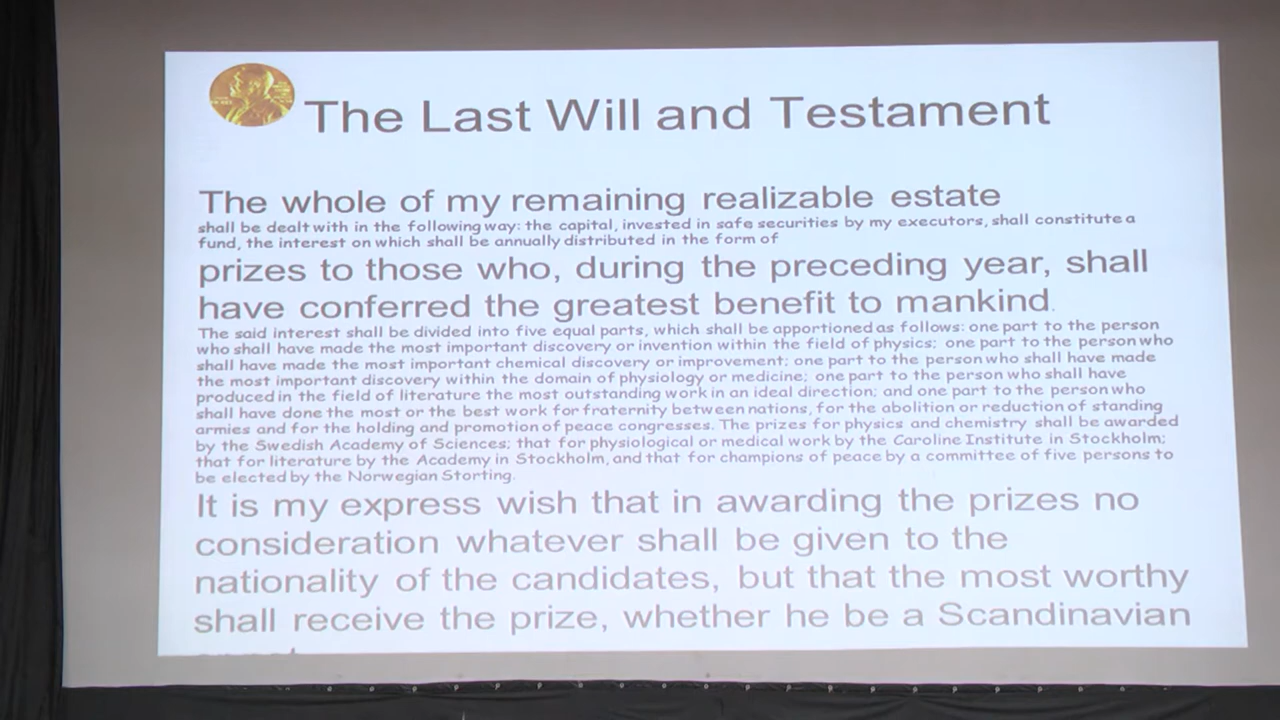 The Last Will and Testament
The whole of my remaining realizable estate
shall be dealt with in the following way: the capital, invested in safe securities by my executors, shall constitute a
fund, the interest on which shall be annually distributed in the form of
prizes to those who, during the preceding year, shall
have conferred the greatest benefit to mankind.
The said interest shall be divided into five equal parts, which shall be apportioned as follows: one part to the person
who shall have made the most important discovery or invention within the field of physics; one part to the person who
shall have made the most important chemical discovery or improvement; one part to the person who shall have made
the most important discovery within the domain of physiology or medicine; one part to the person who shall have
produced in the field of literature the most outstanding work in an ideal direction; and one part to the person who
shall have done the most or the best work for fraternity between nations, for the abolition or reduction of standing
armies and for the holding and promotion of peace congresses. The prizes for physics and chemistry shall be awarded
by the Swedish Academy of Sciences; that for physiological or medical work by the Caroline Institute in Stockholm;
that for literature by the Academy in Stockholm, and that for champions of peace by a committee of five persons to
be elected by the Norwegian Storting.
It is my express wish that in awarding the prizes no
consideration whatever shall be given to the
nationality of the candidates, but that the most worthy
shall receive the prize, whether he be a Scandinavian